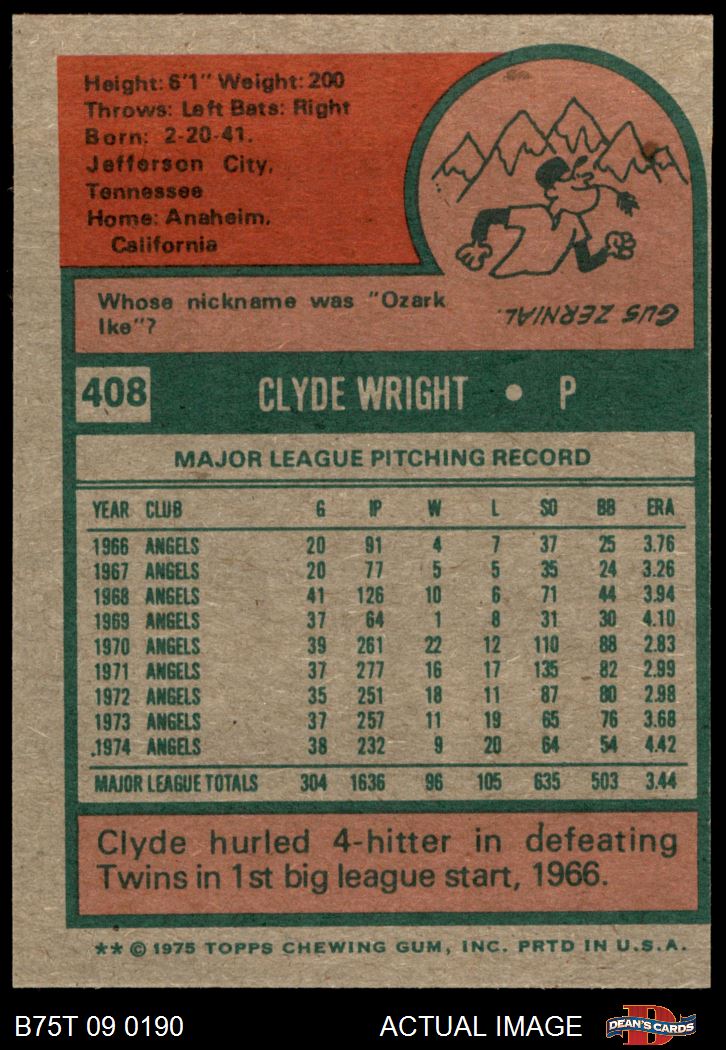 Height: 6'1" Weight: 200
Throws: Left Bats: Right
Born: 2-20-41.
Jefferson City,
Tennessee
Home: Anaheim,
California
Whose nickname was "Ozark
Ike"?
GUS ZERNIAL.
408 CLYDE WRIGHT • P
MAJOR LEAGUE PITCHING RECORD
YEAR CLUB G IP W L SO BB ERA
1966 ANGELS 20 91 4 7 37 25 3.76
1967 ANGELS 20 77 5 5 35 24 3.26
1968 ANGELS 41 126 10 6 71 44 3.94
1969 ANGELS 37 64 1 8 31 30 4.10
1970 ANGELS 39 261 22 12 110 88 2.83
1971 ANGELS 37 277 16 17 135 82 2.99
1972 ANGELS 35 251 18 11 87 80 2.98
1973 ANGELS 37 257 11 19 65 76 3.68
1974 ANGELS 38 232 9 20 64 54 4.42
MAJOR LEAGUE TOTALS 304 1636 96 105 635 503 3.44
Clyde hurled 4-hitter in defeating
Twins in 1st big league start, 1966.
** © 1975 TOPPS CHEWING GUM, INC. PRTD IN U.S.A.
B75T 09 0190 ACTUAL IMAGE D DEAN'S CARDS